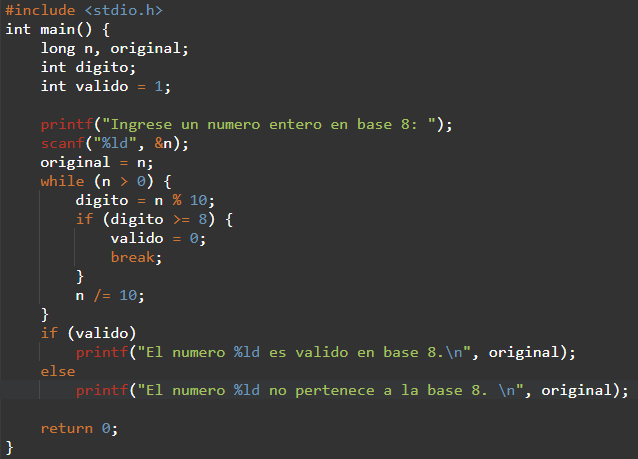 #include <stdio.h>
int main() {
    long n, original;
    int digito;
    int valido = 1;

    printf("Ingrese un numero entero en base 8: ");
    scanf("%ld", &n);
    original = n;
    while (n > 0) {
        digito = n % 10;
        if (digito >= 8) {
            valido = 0;
            break;
        }
        n /= 10;
    }
    if (valido)
        printf("El numero %ld es valido en base 8.\n", original);
    else
        printf("El numero %ld no pertenece a la base 8. \n", original);

    return 0;
}